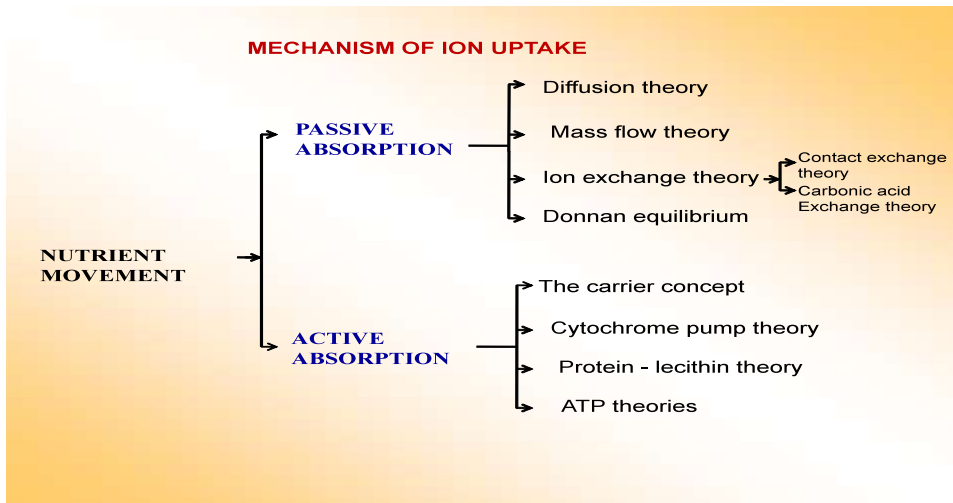 MECHANISM OF ION UPTAKE
Diffusion theory
PASSIVE
ABSORPTION
Mass flow theory
Ion exchange theory
Contact exchange
theory
Carbonic acid
Exchange theory
Donnan equilibrium
NUTRIENT
MOVEMENT
The carrier concept
ACTIVE
ABSORPTION
Cytochrome pump theory
Protein - lecithin theory
ATP theories